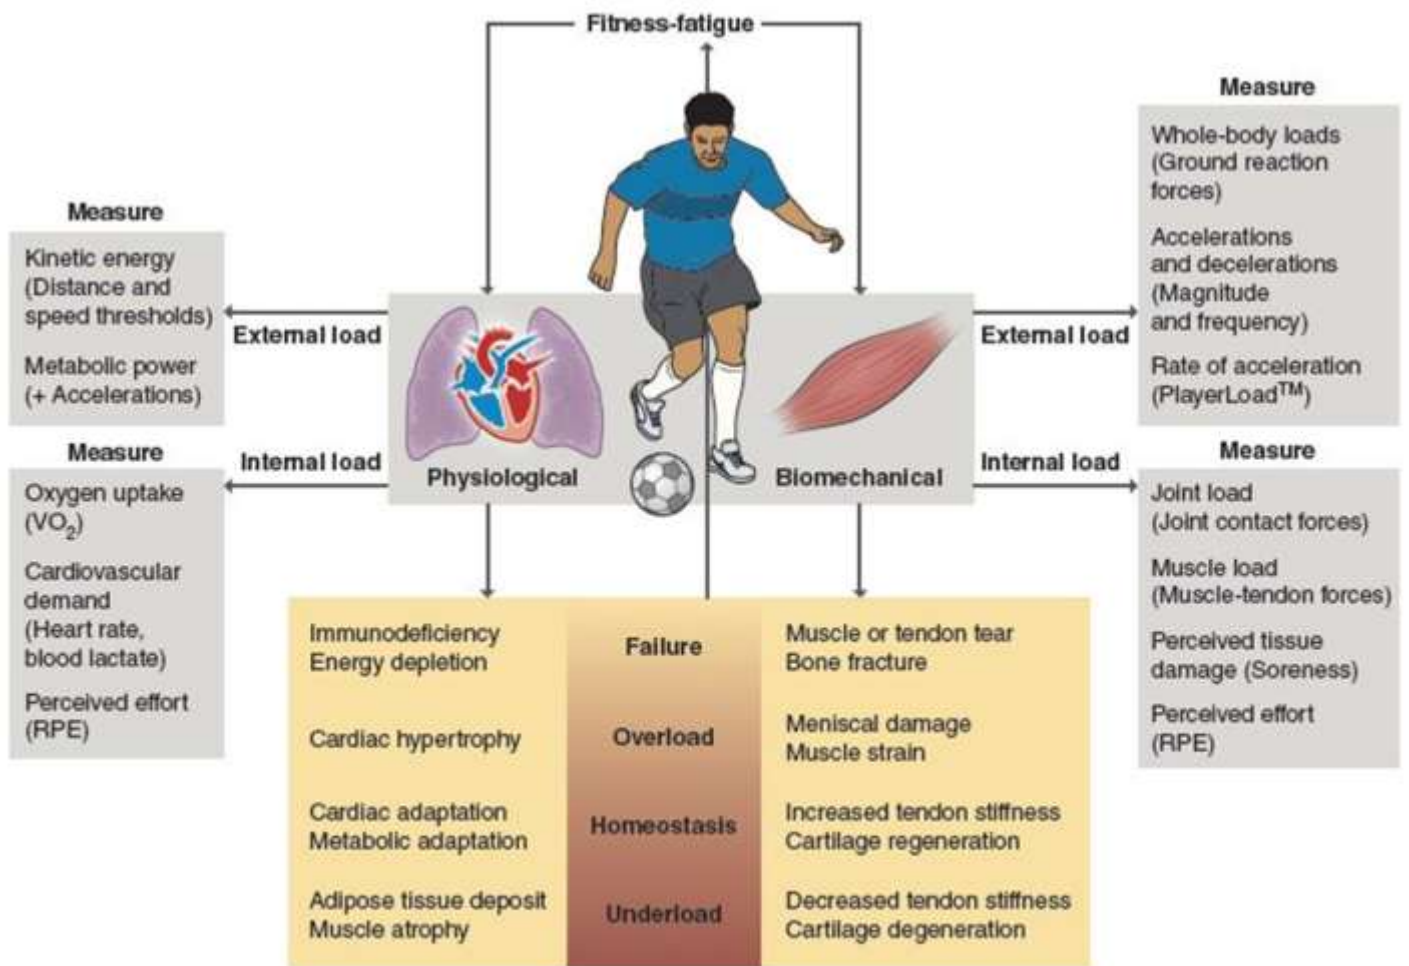 Fitness-fatigue
Measure
Kinetic energy
(Distance and
speed thresholds)
Metabolic power
(+ Accelerations)
External load
Measure
Oxygen uptake
(VO₂)
Cardiovascular
demand
(Heart rate,
blood lactate)
Perceived effort
(RPE)
Internal load
Physiological
Biomechanical
External load
Measure
Whole-body loads
(Ground reaction
forces)
Accelerations
and decelerations
(Magnitude
and frequency)
Rate of acceleration
(PlayerLoad™)
Internal load
Measure
Joint load
(Joint contact forces)
Muscle load
(Muscle-tendon forces)
Perceived tissue
damage (Soreness)
Perceived effort
(RPE)
Immunodeficiency
Energy depletion
Failure
Muscle or tendon tear
Bone fracture
Cardiac hypertrophy
Overload
Meniscal damage
Muscle strain
Cardiac adaptation
Metabolic adaptation
Homeostasis
Increased tendon stiffness
Cartilage regeneration
Adipose tissue deposit
Muscle atrophy
Underload
Decreased tendon stiffness
Cartilage degeneration